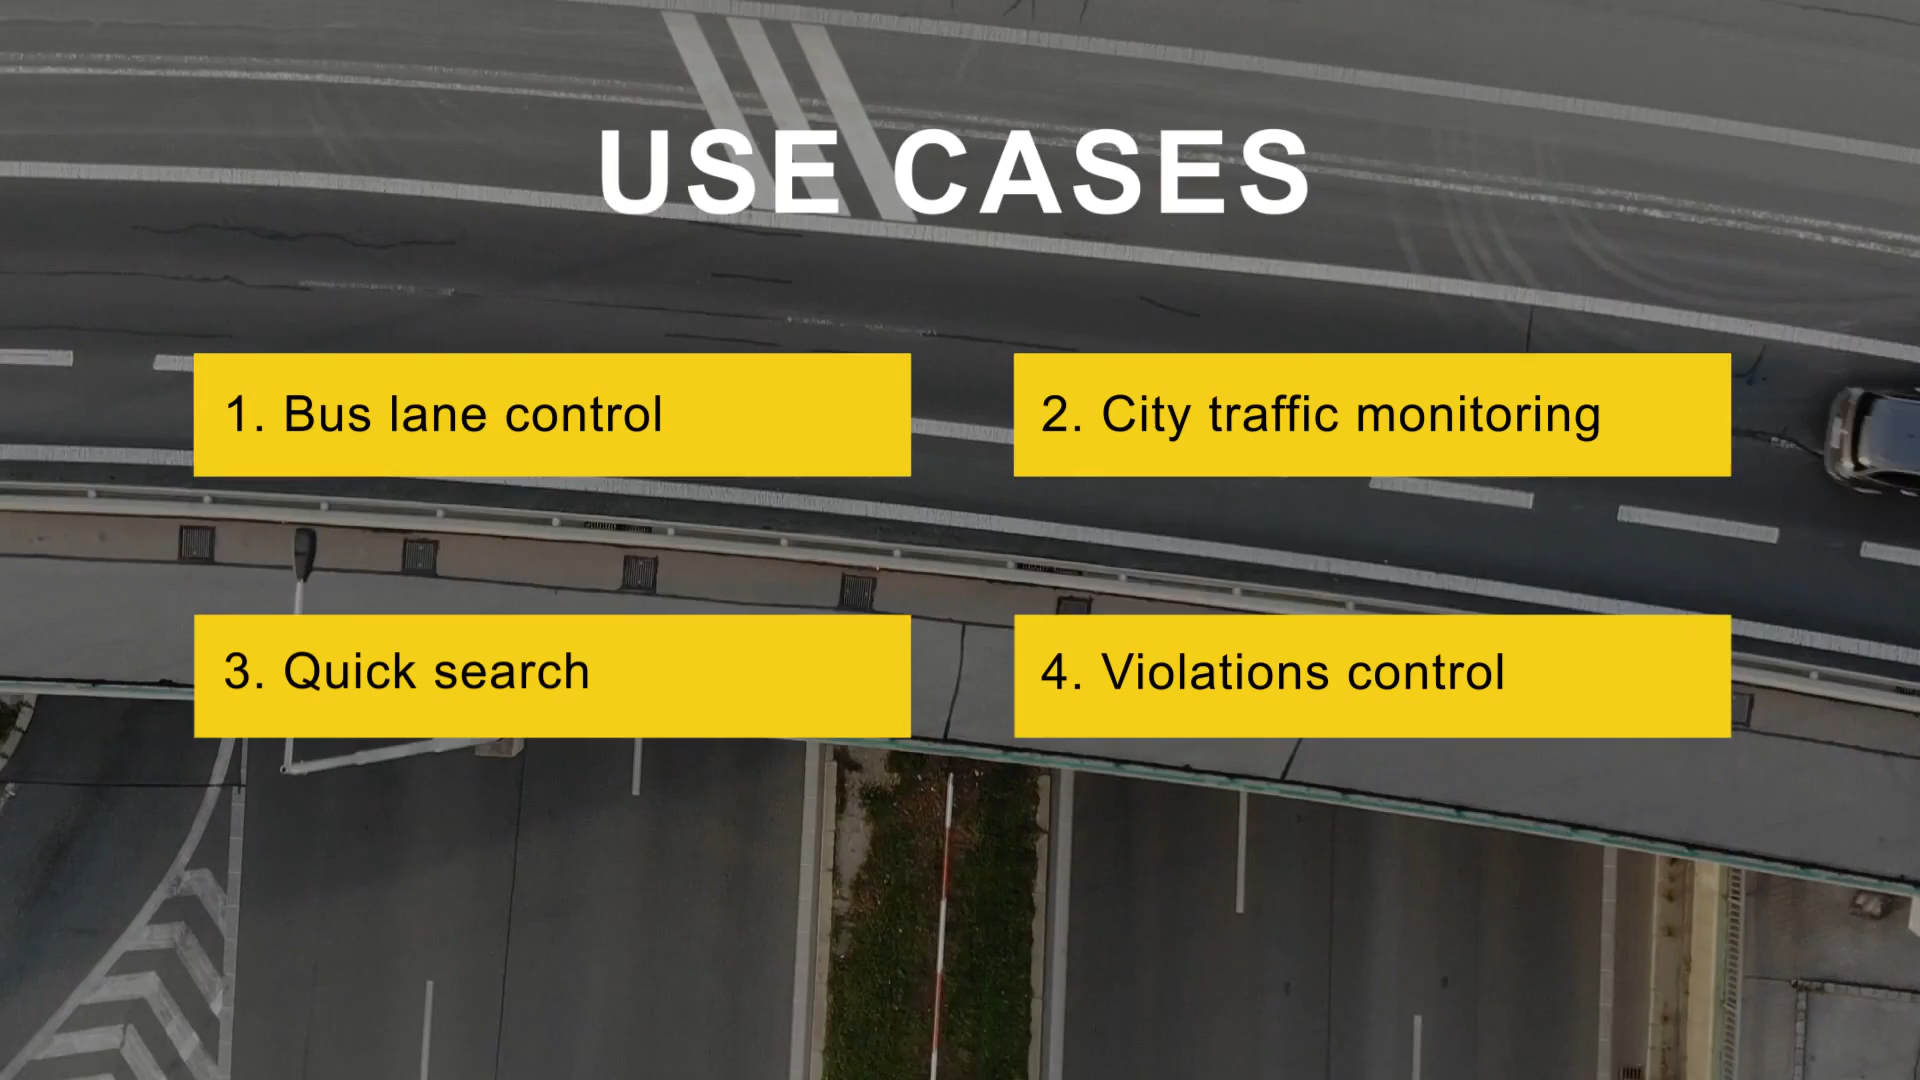 USE CASES
1. Bus lane control
2. City traffic monitoring
3. Quick search
4. Violations control